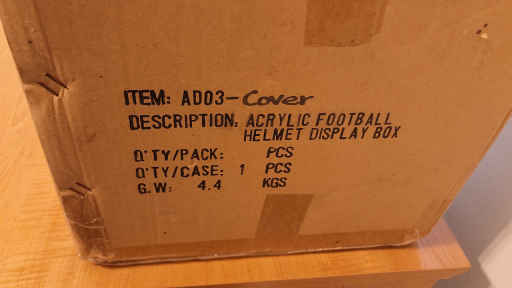 ITEM: AD03-Cover
DESCRIPTION: ACRYLIC FOOTBALL
HELMET DISPLAY BOX
Q'TY/PACK: PCS
Q'TY/CASE: 1 PCS
G.W: 4.4 KGS